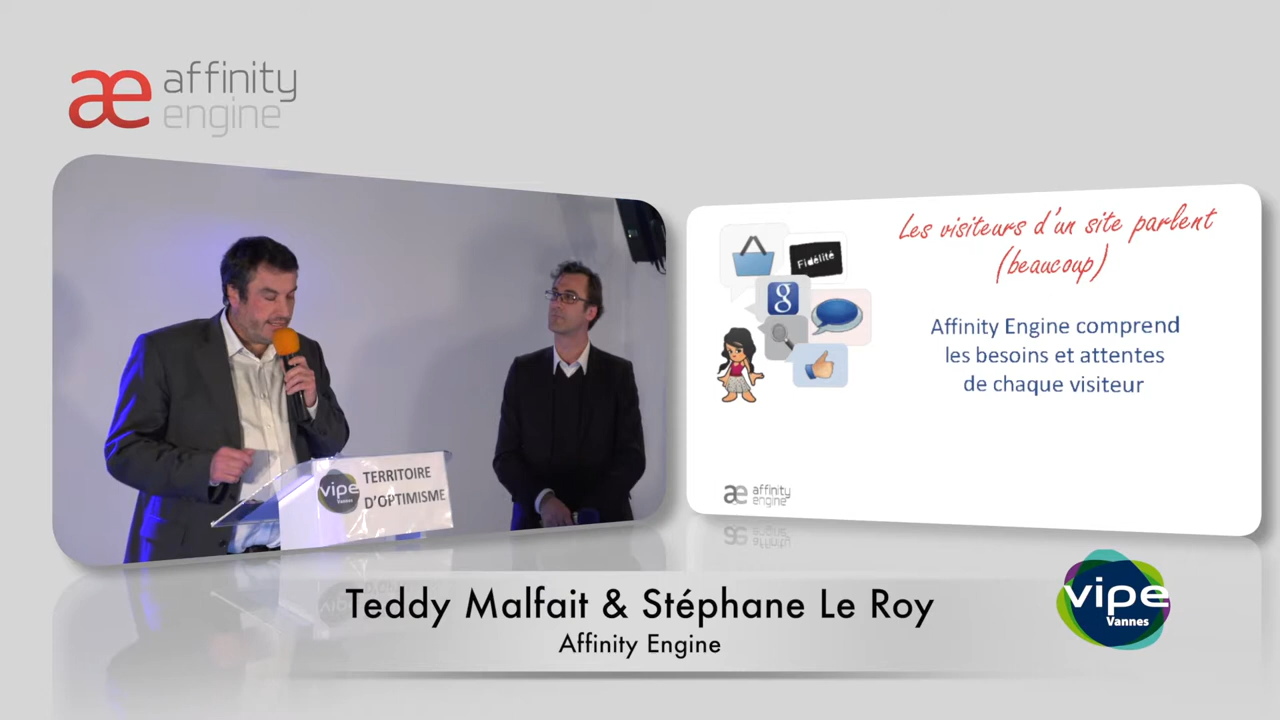 æ affinity
engine
vipe
Vannes
TERRITOIRE
D'OPTIMISME
Les visiteurs d'un site parlent
(beaucoup)
Fidélité
g
Affinity Engine comprend
les besoins et attentes
de chaque visiteur
æ affinity
engine
Teddy Malfait & Stéphane Le Roy
Affinity Engine
vipe
Vannes